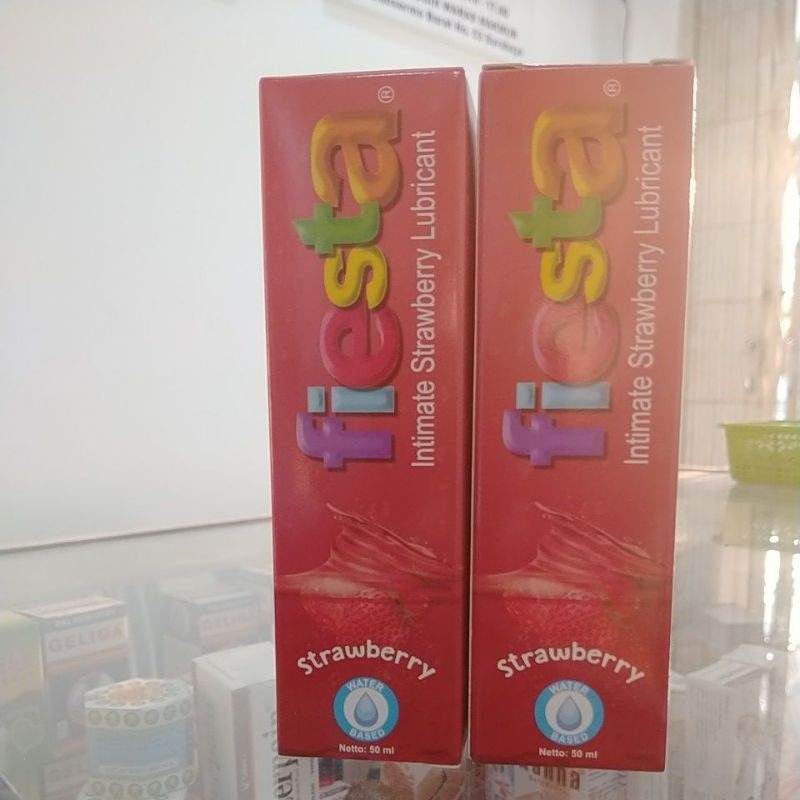 fiesta®
Intimate Strawberry Lubricant
Strawberry
WATER
BASED
Netto: 50 ml
fiesta®
Intimate Strawberry Lubricant
Strawberry
WATER
BASED
Netto: 50 ml
GELIGA